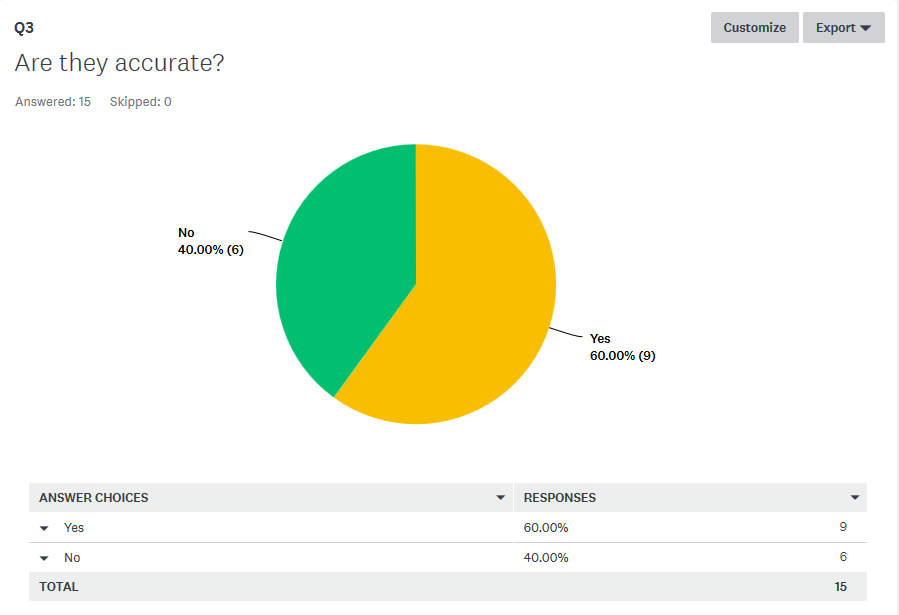 Q3
Customize
Export
Are they accurate?
Answered: 15 Skipped: 0
No
40.00% (6)
Yes
60.00% (9)
ANSWER CHOICES RESPONSES
Yes 60.00% 9
No 40.00% 6
TOTAL 15